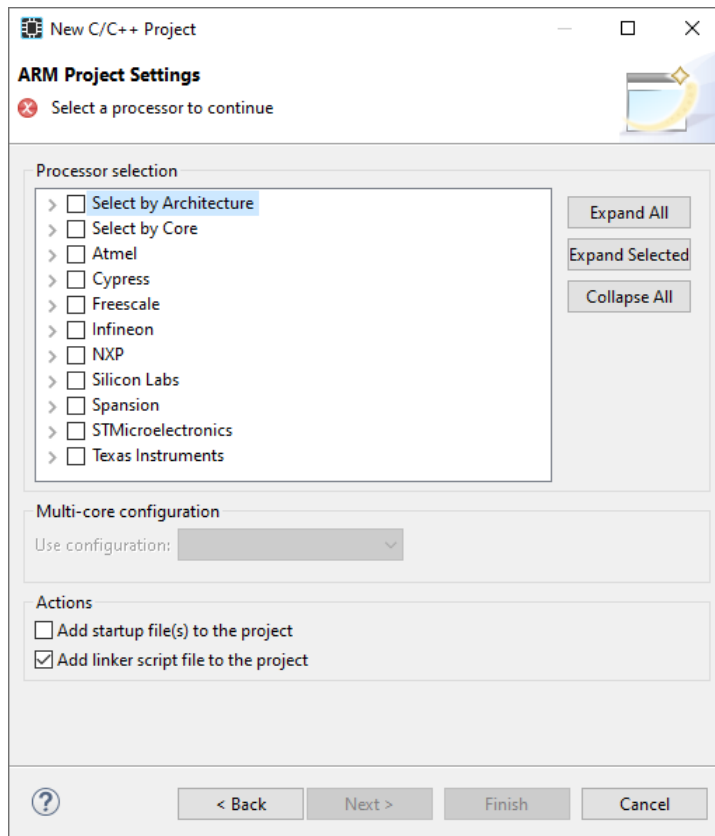 New C/C++ Project
ARM Project Settings
Select a processor to continue
Processor selection
Select by Architecture
Select by Core
Atmel
Cypress
Freescale
Infineon
NXP
Silicon Labs
Spansion
STMicroelectronics
Texas Instruments
Expand All
Expand Selected
Collapse All
Multi-core configuration
Use configuration:
Actions
Add startup file(s) to the project
Add linker script file to the project
?
< Back
Next >
Finish
Cancel